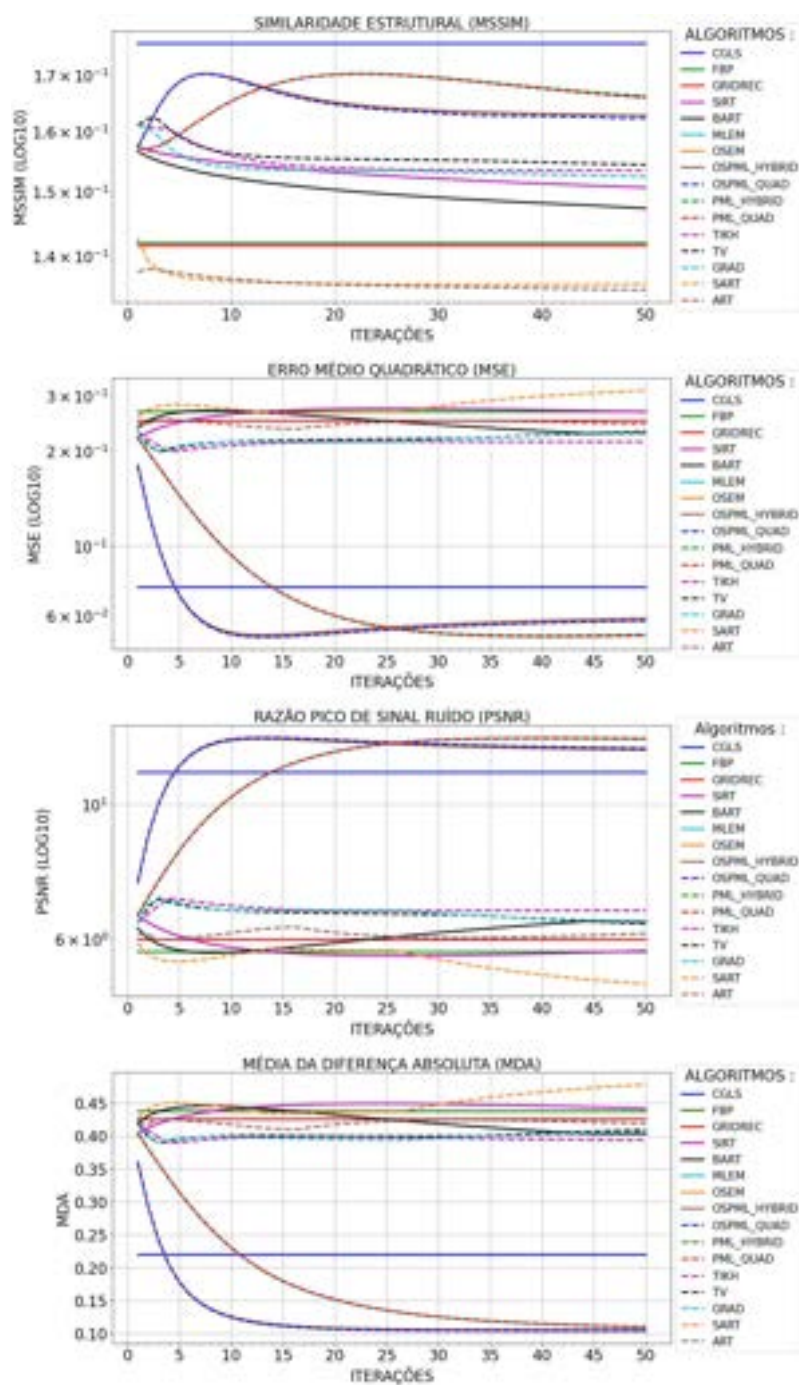 SIMILARIDADE ESTRUTURAL (MSSIM)
MSSIM (LOG10)
1.7 × 10⁻¹
1.6 × 10⁻¹
1.5 × 10⁻¹
1.4 × 10⁻¹
0 5 10 15 20 25 30 35 40 45 50
ITERAÇÕES
ALGORITMOS :
CGLS
FBP
GRIDREC
SIRT
BART
MLEM
OSEM
OSPML_HYBRID
OSPML_QUAD
PML_HYBRID
PML_QUAD
TIKH
TV
GRAD
SART
ART
ERRO MÉDIO QUADRÁTICO (MSE)
MSE (LOG10)
3 × 10⁻¹
2 × 10⁻¹
10⁻¹
6 × 10⁻²
0 5 10 15 20 25 30 35 40 45 50
ITERAÇÕES
ALGORITMOS :
CGLS
FBP
GRIDREC
SIRT
BART
MLEM
OSEM
OSPML_HYBRID
OSPML_QUAD
PML_HYBRID
PML_QUAD
TIKH
TV
GRAD
SART
ART
RAZÃO PICO DE SINAL RUÍDO (PSNR)
PSNR (LOG10)
10¹
6 × 10⁰
0 5 10 15 20 25 30 35 40 45 50
ITERAÇÕES
Algoritmos :
CGLS
FBP
GRIDREC
SIRT
BART
MLEM
OSEM
OSPML_HYBRID
OSPML_QUAD
PML_HYBRID
PML_QUAD
TIKH
TV
GRAD
SART
ART
MÉDIA DA DIFERENÇA ABSOLUTA (MDA)
MDA
0.45
0.40
0.35
0.30
0.25
0.20
0.15
0.10
0 5 10 15 20 25 30 35 40 45 50
ITERAÇÕES
ALGORITMOS :
CGLS
FBP
GRIDREC
SIRT
BART
MLEM
OSEM
OSPML_HYBRID
OSPML_QUAD
PML_HYBRID
PML_QUAD
TIKH
TV
GRAD
SART
ART